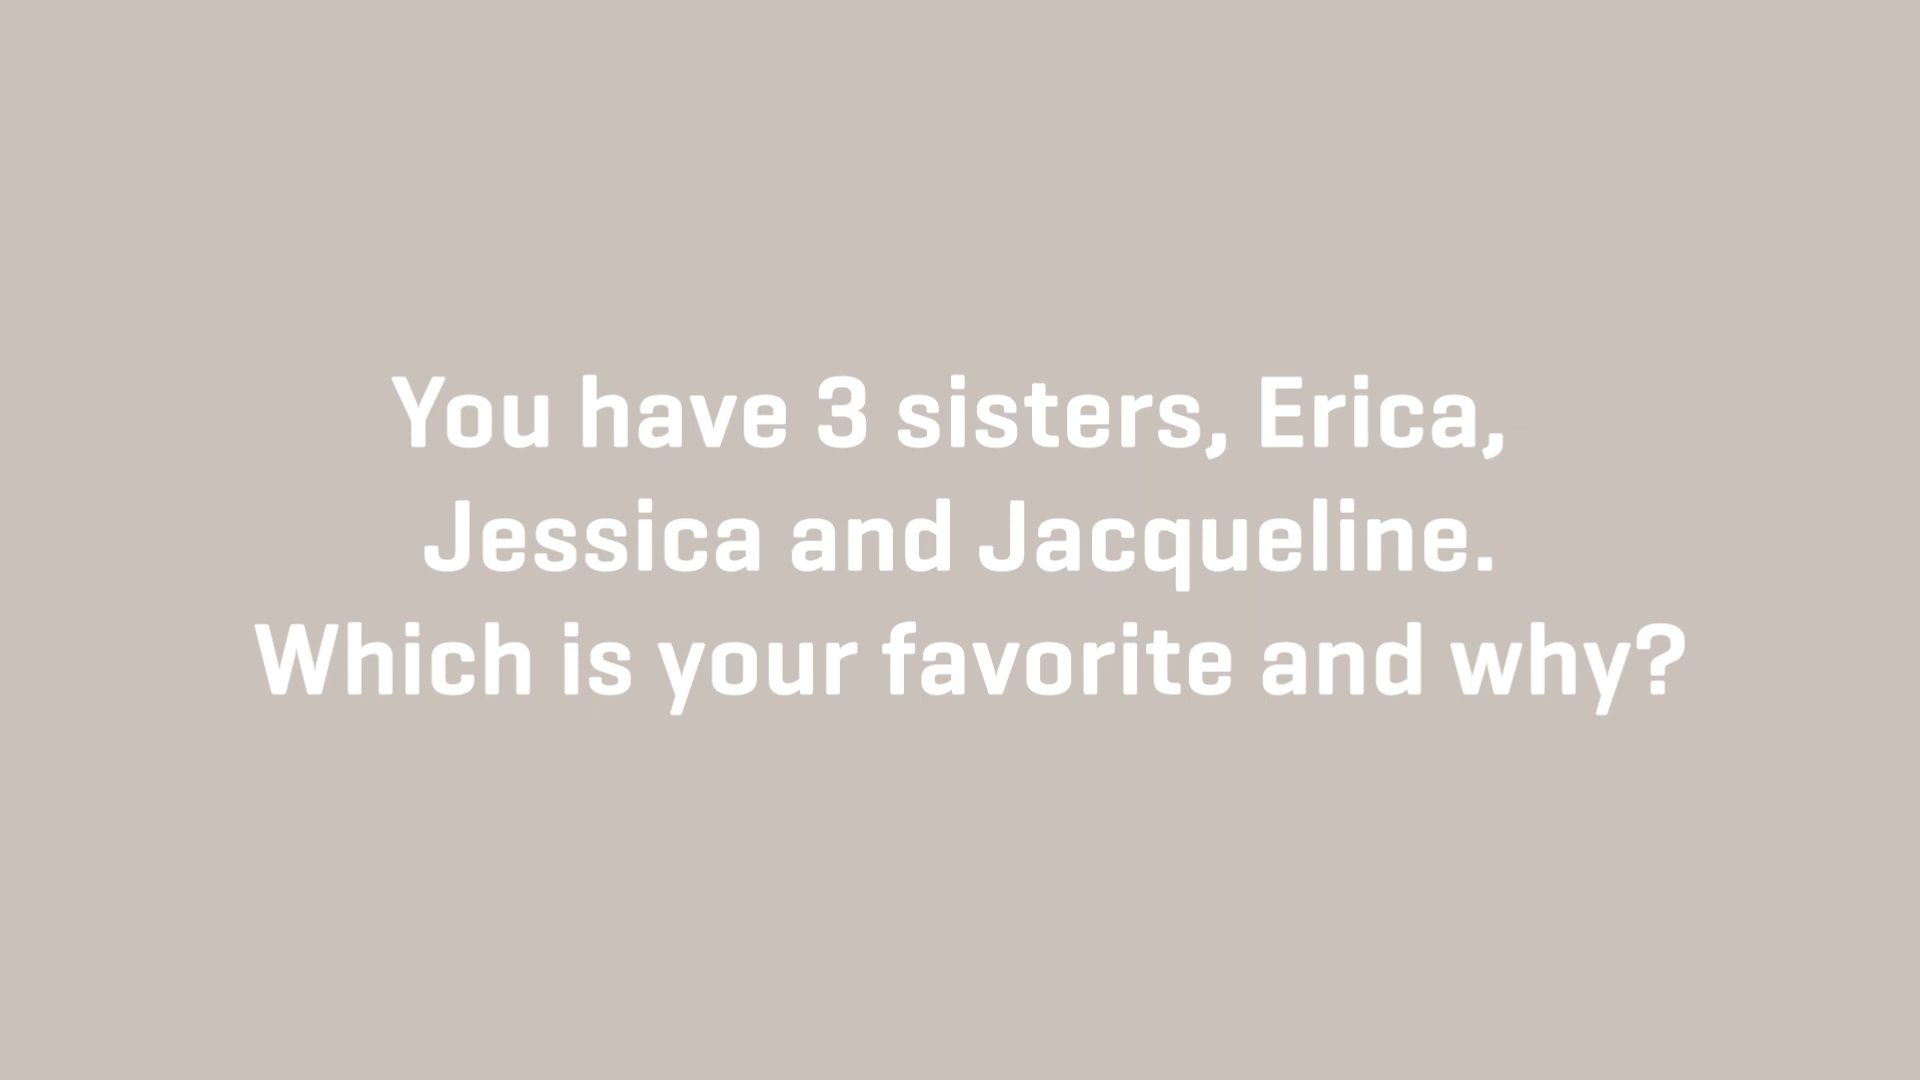 You have 3 sisters, Erica,
Jessica and Jacqueline.
Which is your favorite and why?